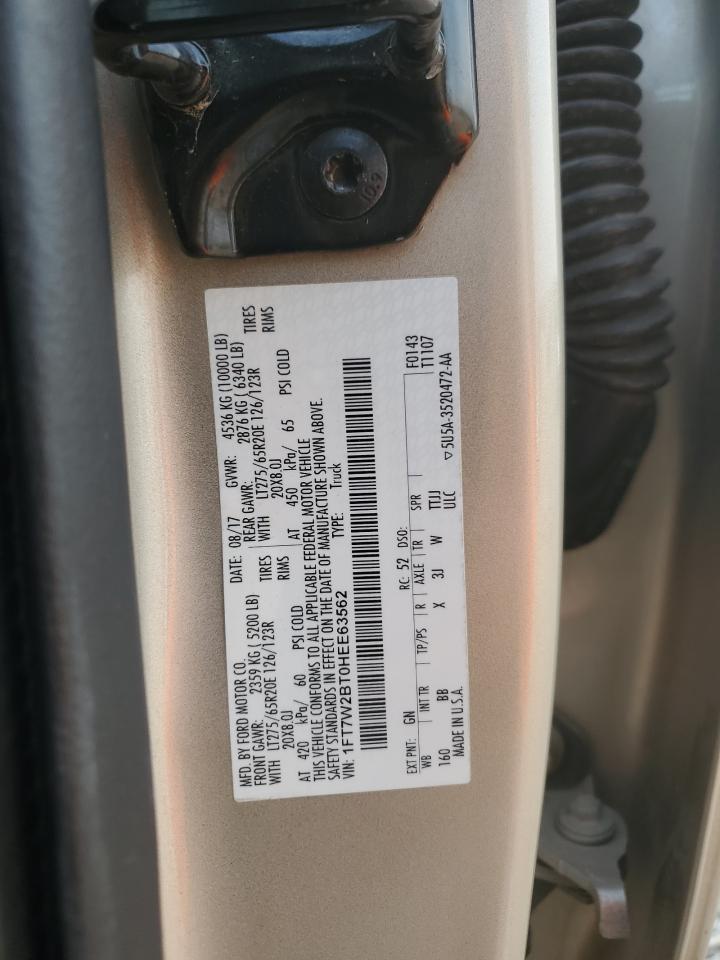 10.9
MFD. BY FORD MOTOR CO. DATE: 08/17 GVWR: 4536 KG (10000 LB)
FRONT GAWR: 2359 KG ( 5200 LB) REAR GAWR: 2876 KG ( 6340 LB)
WITH LT275/65R20E 126/123R TIRES WITH LT275/65R20E 126/123R TIRES
20X8.0J RIMS 20X8.0J RIMS
AT 420 kPa/ 60 PSI COLD AT 450 kPa/ 65 PSI COLD
THIS VEHICLE CONFORMS TO ALL APPLICABLE FEDERAL MOTOR VEHICLE
SAFETY STANDARDS IN EFFECT ON THE DATE OF MANUFACTURE SHOWN ABOVE.
VIN: 1FT7W2BT0HEE63562 TYPE: Truck
EXT PNT: GN RC: 52 DSO: F0143
WB INT TR TP/PS R AXLE TR SPR T1107
160 BB X 3J W TTJJ
MADE IN U.S.A. ULC ▽5U5A-3520472-AA